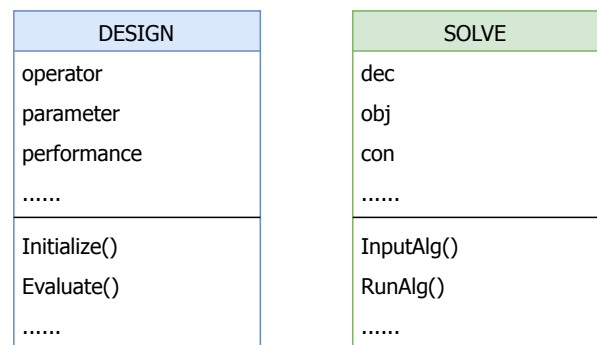 DESIGN
operator
parameter
performance
......
Initialize()
Evaluate()
......
SOLVE
dec
obj
con
......
InputAlg()
RunAlg()
......